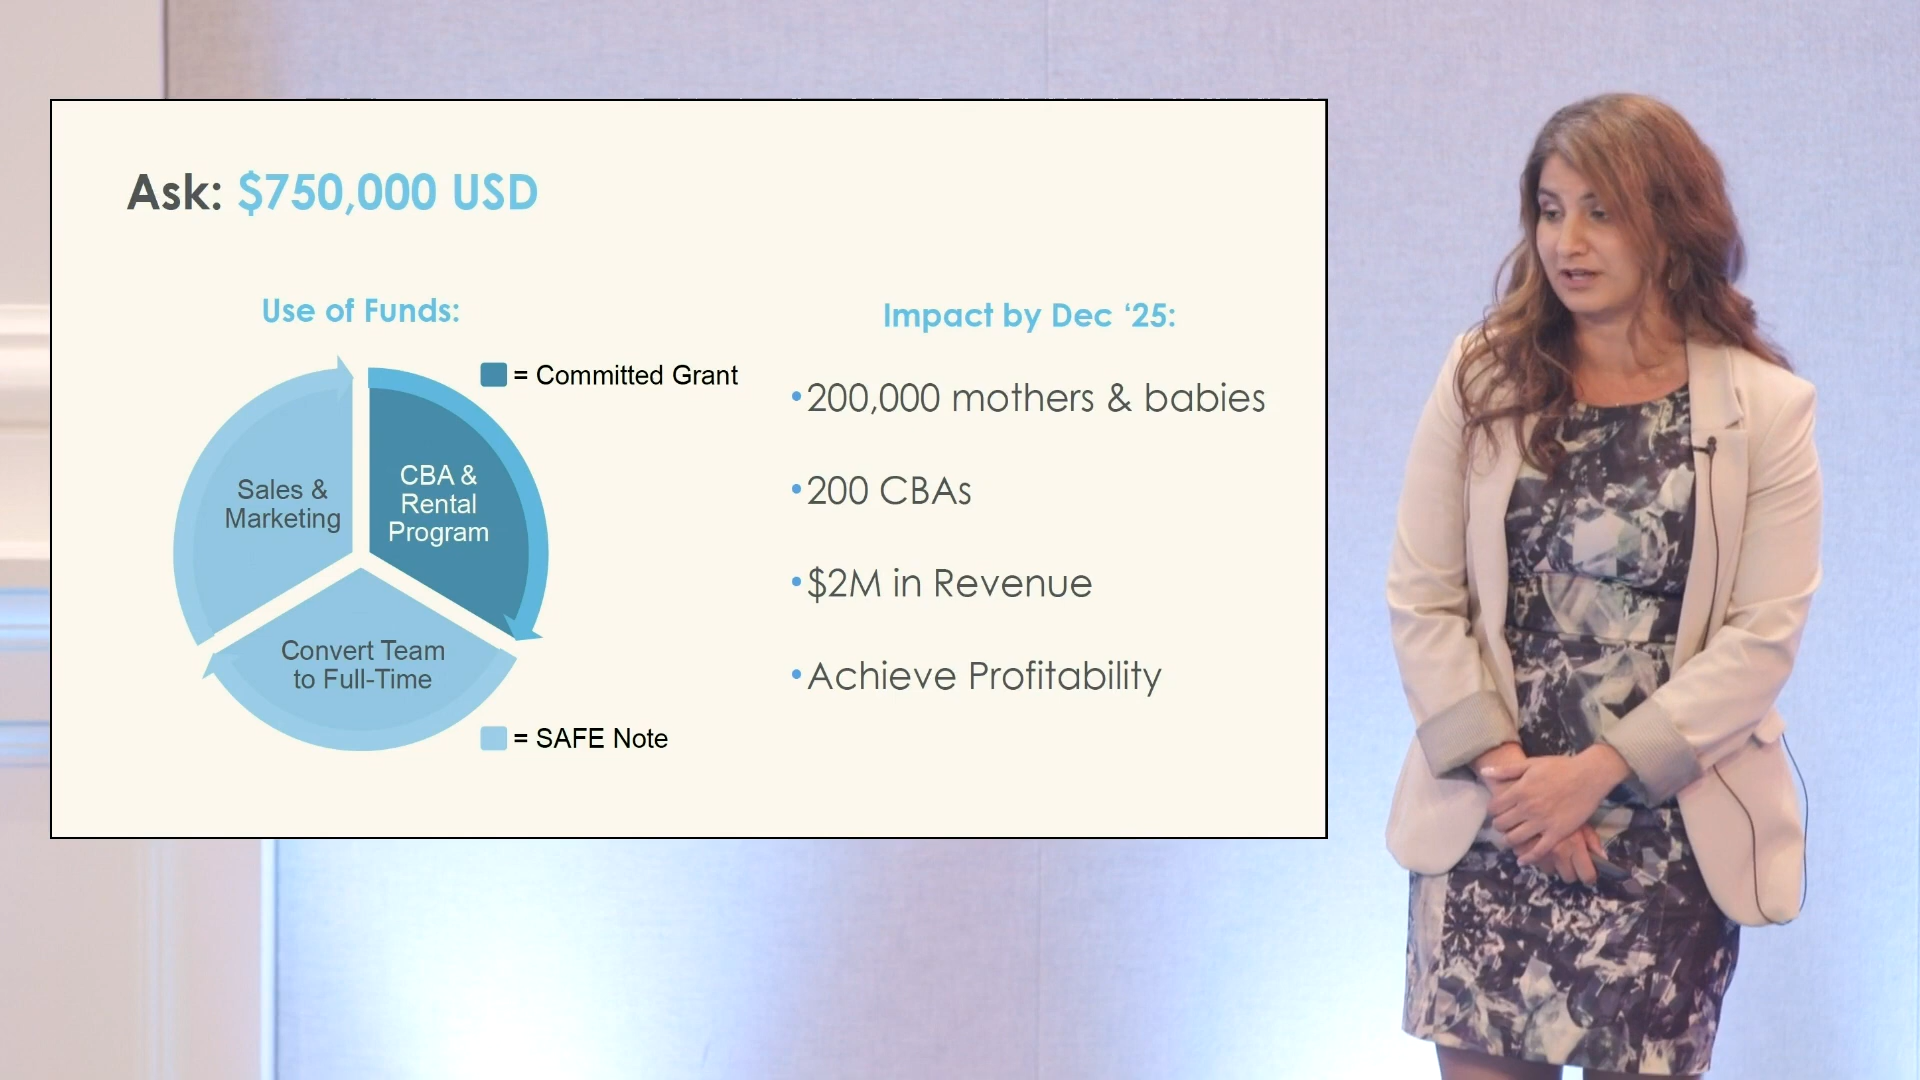 Ask: $750,000 USD
Use of Funds:
= Committed Grant
Sales &
Marketing
CBA &
Rental
Program
Convert Team
to Full-Time
= SAFE Note
Impact by Dec ‘25:
•200,000 mothers & babies
•200 CBAs
•$2M in Revenue
•Achieve Profitability